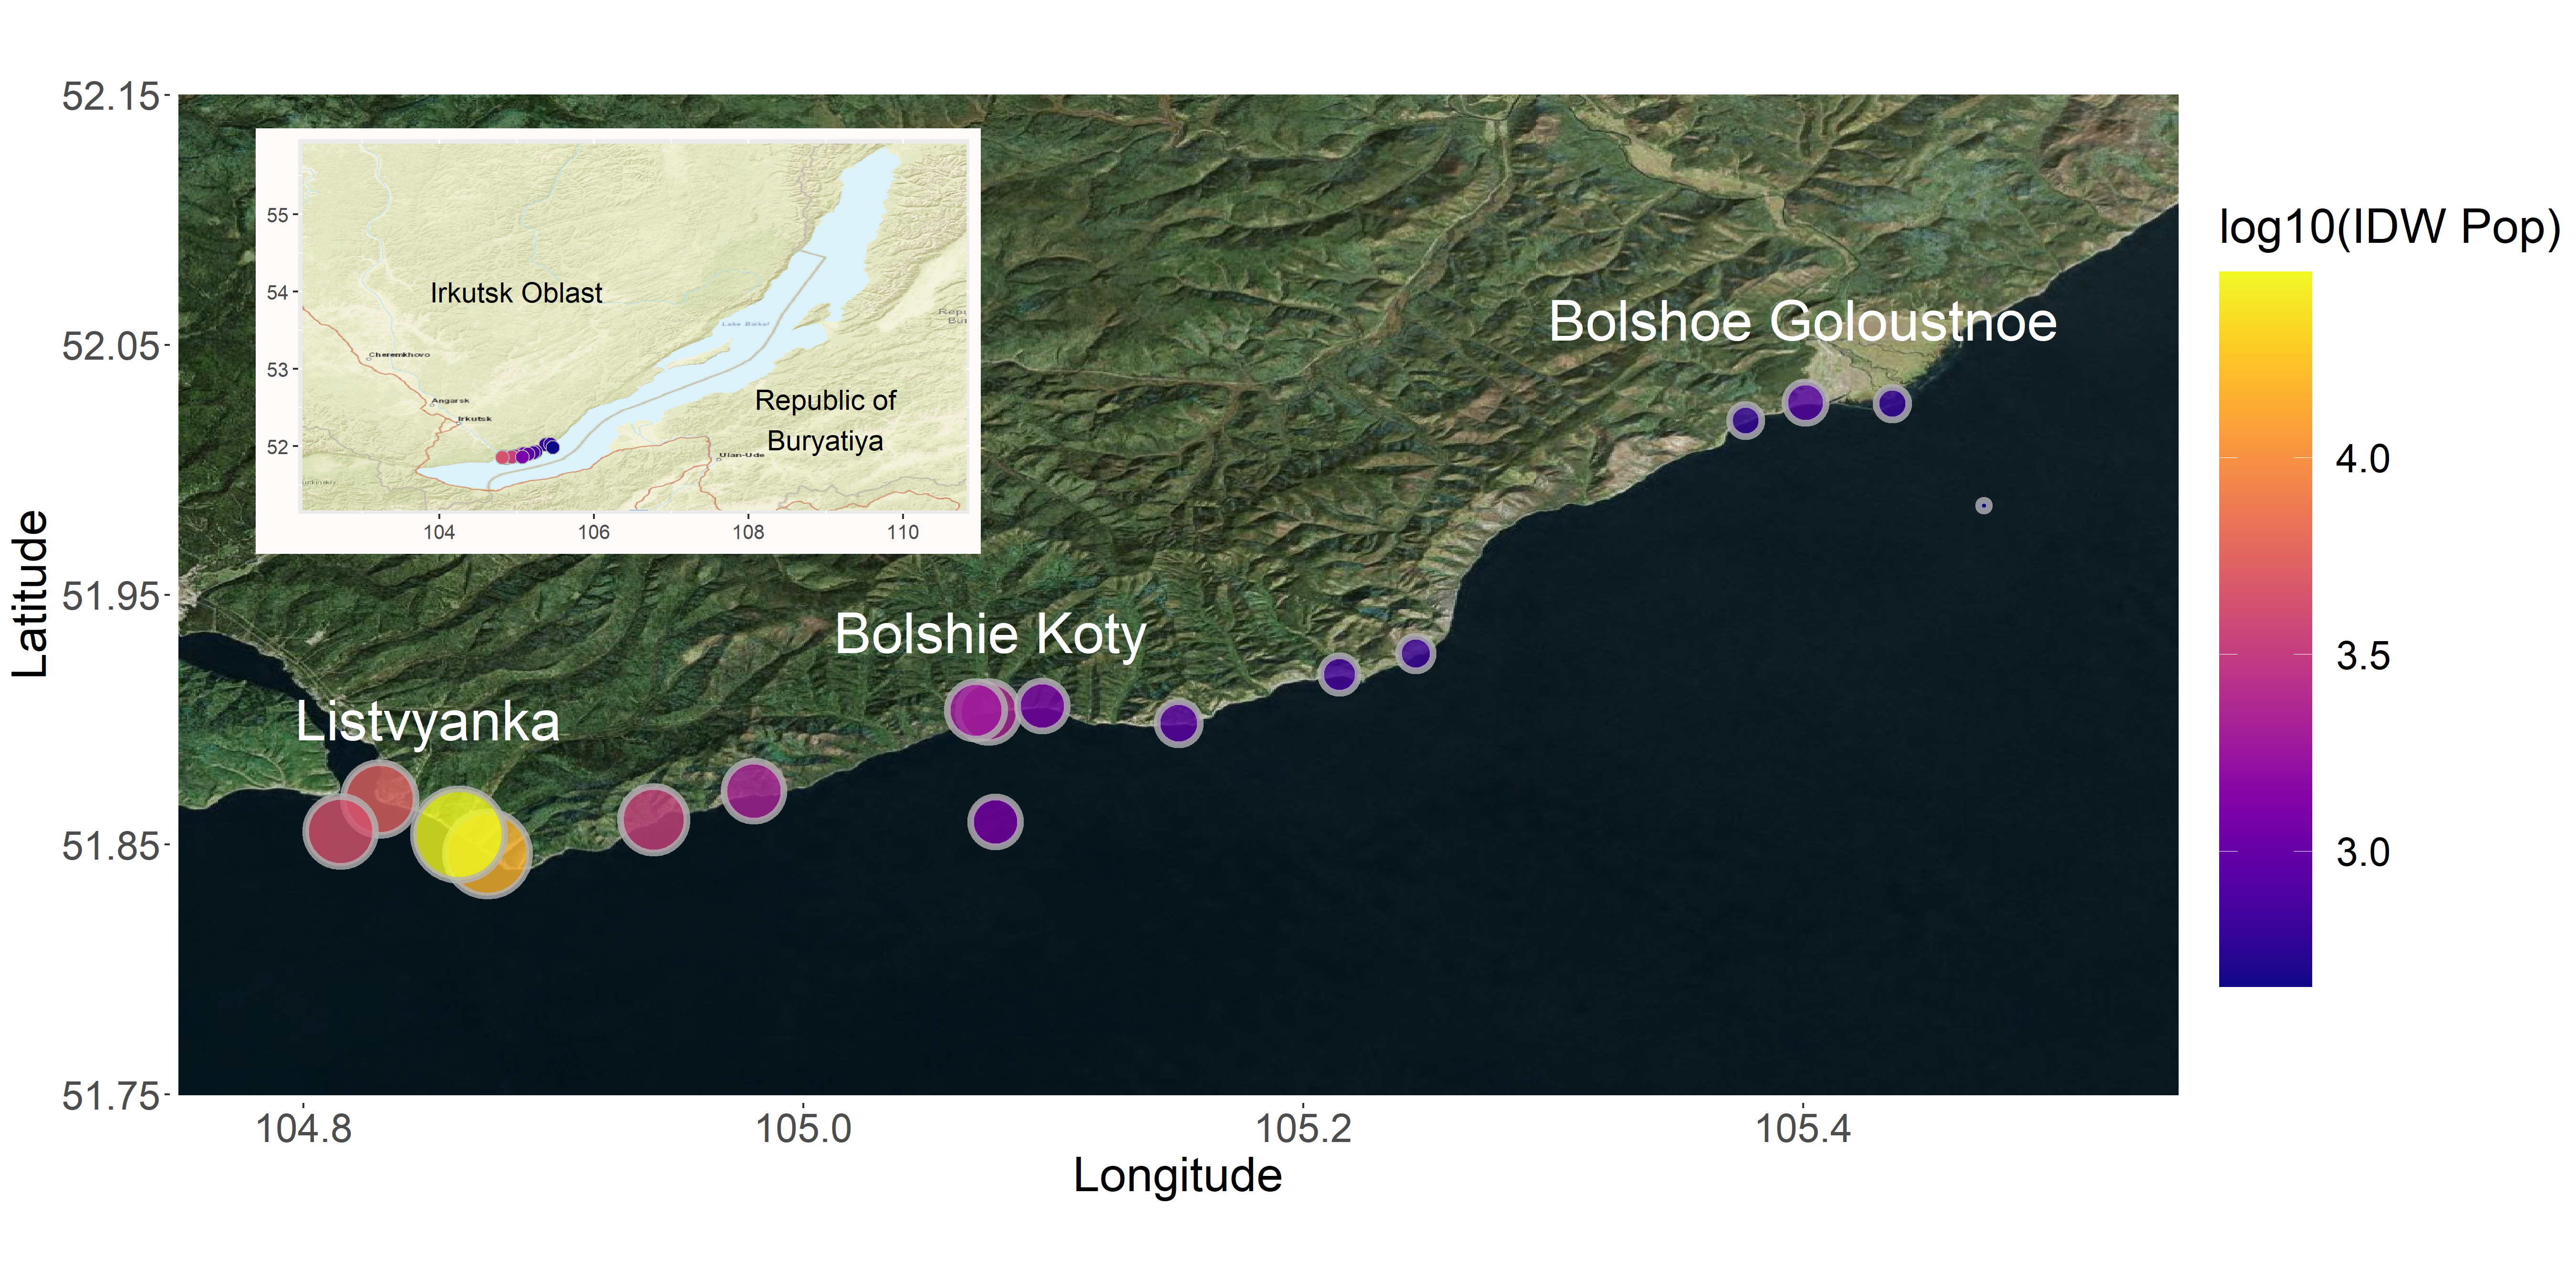 52.15
52.05
51.95
51.85
51.75
Latitude
104.8 105.0 105.2 105.4
Longitude
Listvyanka
Bolshie Koty
Bolshoe Goloustnoe
55
54
53
52
104 106 108 110
Irkutsk Oblast
Republic of
Buryatiya
Cheremkhovo
Angarsk
Irkutsk
Lake Baikal
Ulan-Ude
log10(IDW Pop)
4.0
3.5
3.0